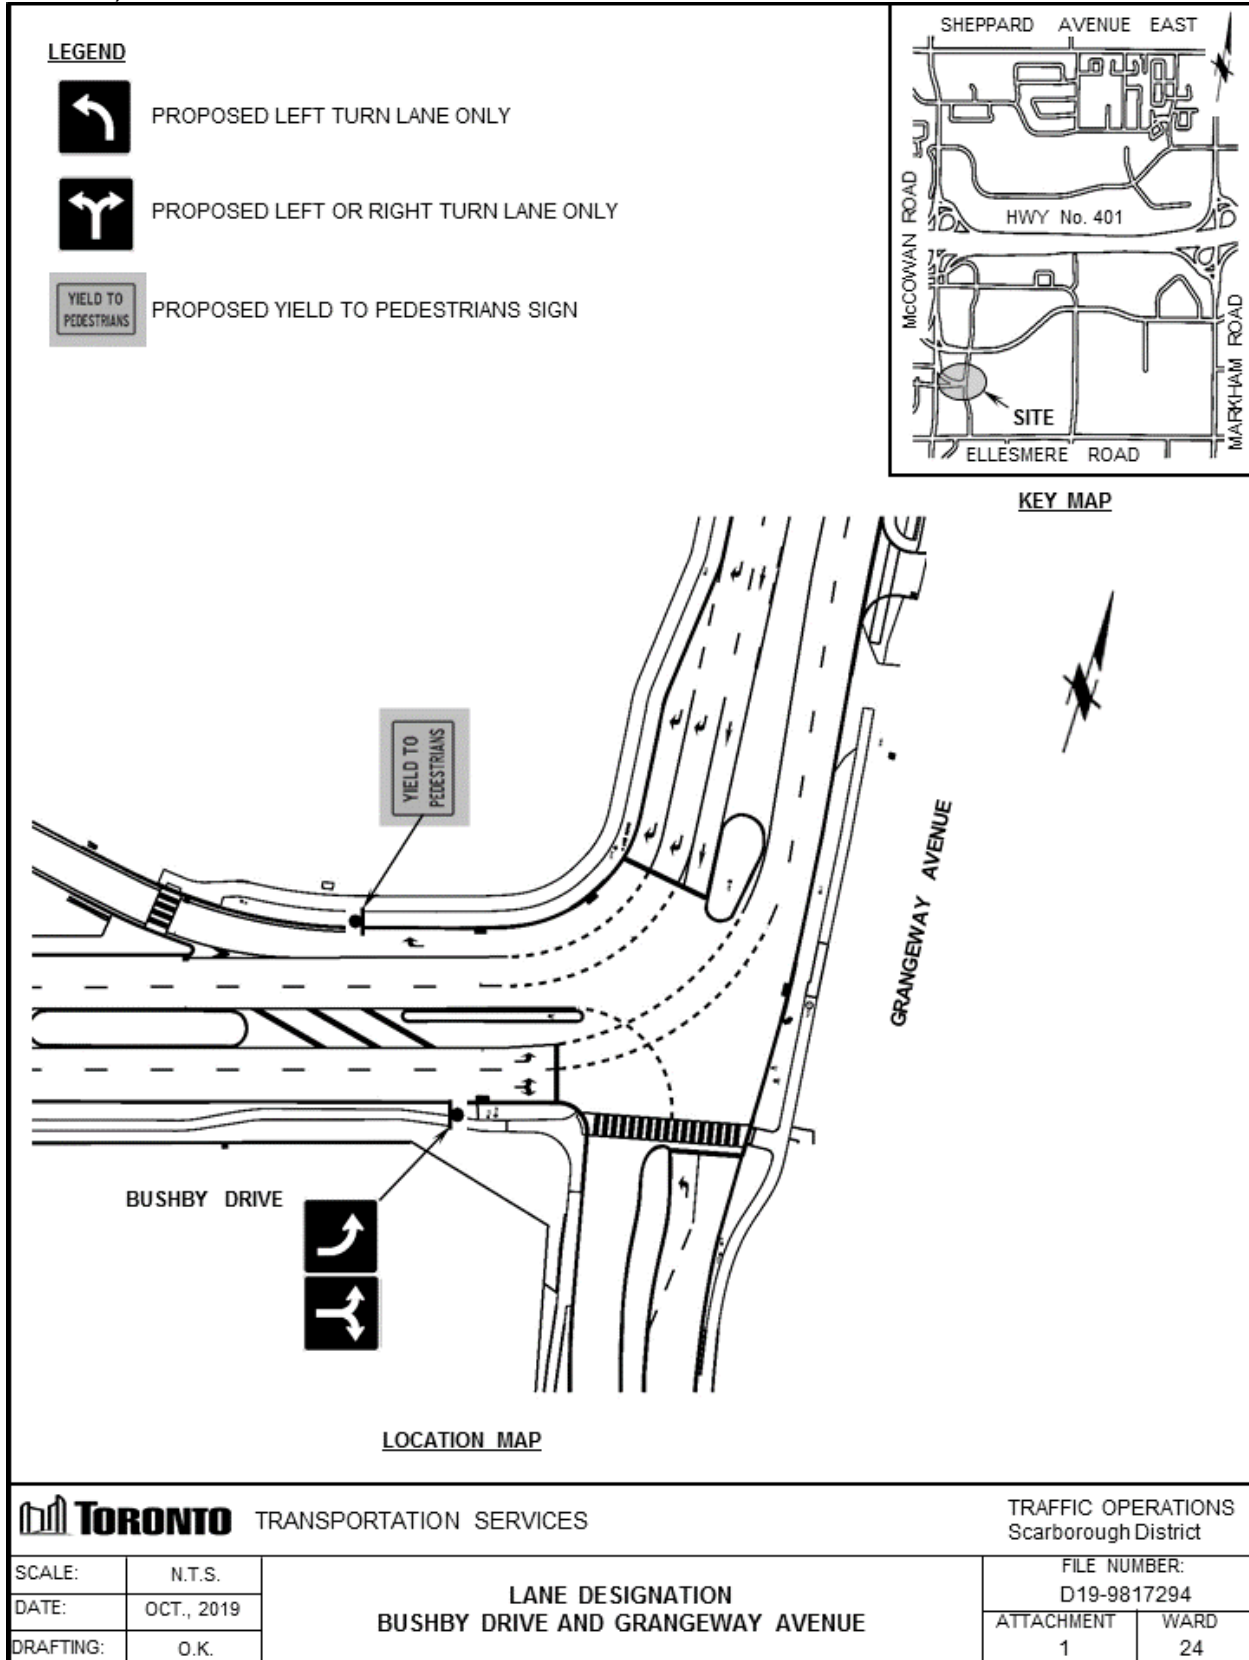 LEGEND
PROPOSED LEFT TURN LANE ONLY
PROPOSED LEFT OR RIGHT TURN LANE ONLY
YIELD TO
PEDESTRIANS
PROPOSED YIELD TO PEDESTRIANS SIGN
SHEPPARD AVENUE EAST
McCOWAN ROAD
HWY No. 401
MARKHAM ROAD
SITE
ELLESMERE ROAD
KEY MAP
YIELD TO
PEDESTRIANS
GRANGEWAY AVENUE
BUSHBY DRIVE
LOCATION MAP
TORONTO TRANSPORTATION SERVICES
TRAFFIC OPERATIONS
Scarborough District
SCALE: N.T.S.
DATE: OCT., 2019
DRAFTING: O.K.
LANE DESIGNATION
BUSHBY DRIVE AND GRANGEWAY AVENUE
FILE NUMBER:
D19-9817294
ATTACHMENT WARD
1 24